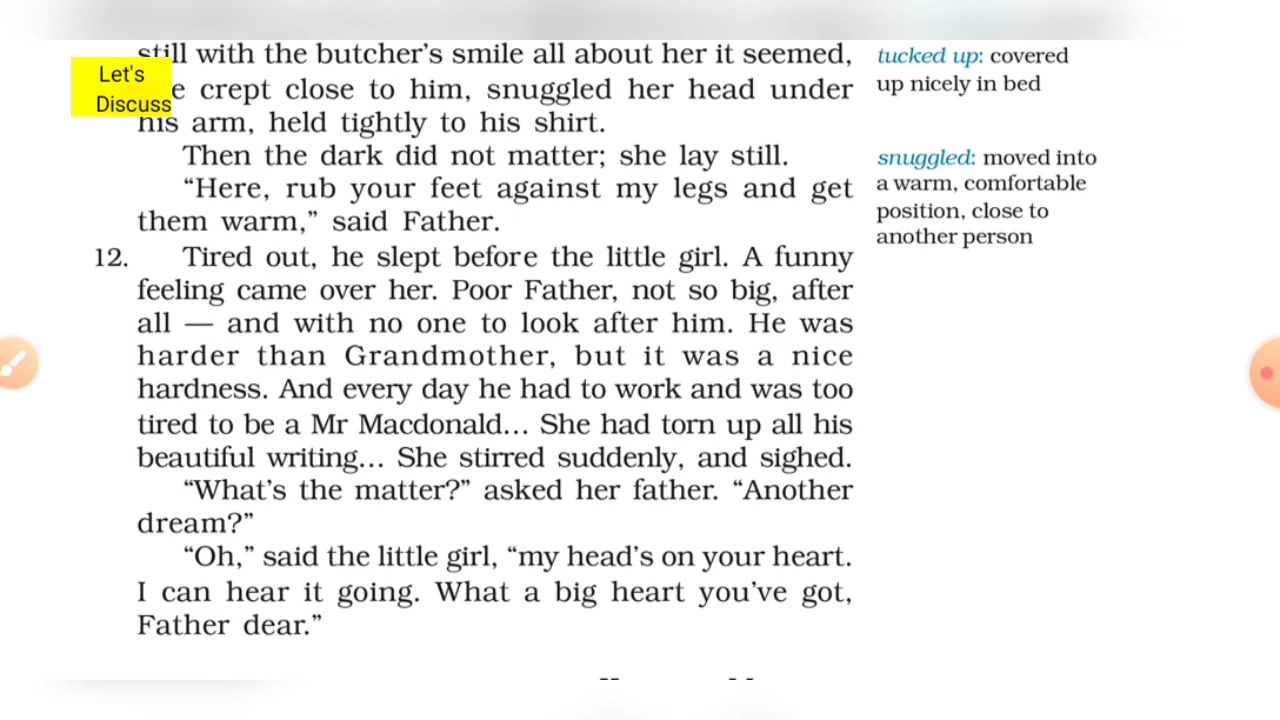 still with the butcher's smile all about her it seemed,
crept close to him, snuggled her head under
his arm, held tightly to his shirt.
Then the dark did not matter; she lay still.
“Here, rub your feet against my legs and get
them warm,” said Father.
12. Tired out, he slept before the little girl. A funny
feeling came over her. Poor Father, not so big, after
all — and with no one to look after him. He was
harder than Grandmother, but it was a nice
hardness. And every day he had to work and was too
tired to be a Mr Macdonald... She had torn up all his
beautiful writing... She stirred suddenly, and sighed.
“What's the matter?” asked her father. “Another
dream?”
“Oh,” said the little girl, “my head's on your heart.
I can hear it going. What a big heart you've got,
Father dear.”
Let's
Discuss
tucked up: covered
up nicely in bed
snuggled: moved into
a warm, comfortable
position, close to
another person